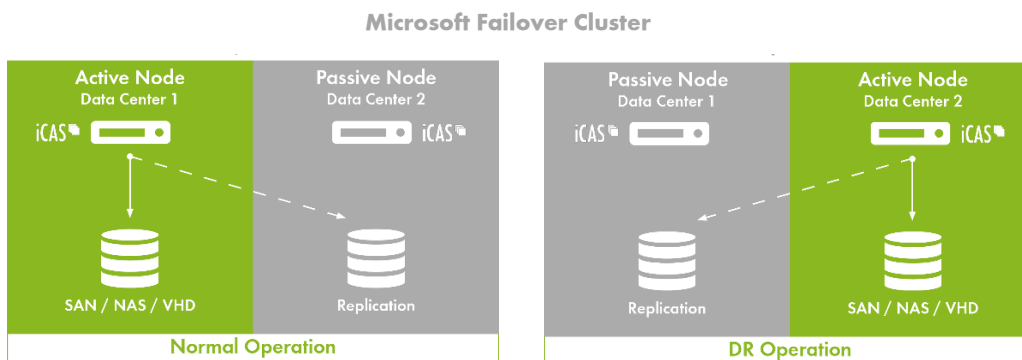 Microsoft Failover Cluster
Active Node
Data Center 1
iCAS
Passive Node
Data Center 2
iCAS
SAN / NAS / VHD
Replication
Normal Operation
Passive Node
Data Center 1
iCAS
Active Node
Data Center 2
iCAS
Replication
SAN / NAS / VHD
DR Operation